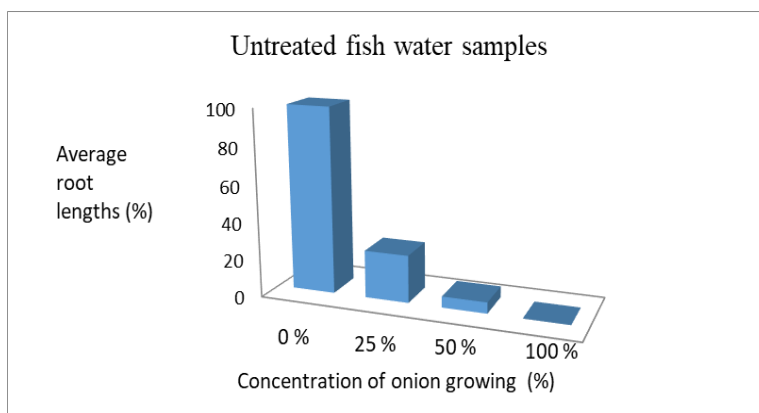 Untreated fish water samples
Average
root
lengths (%)
100
80
60
40
20
0
0 %
25 %
50 %
100 %
Concentration of onion growing (%)